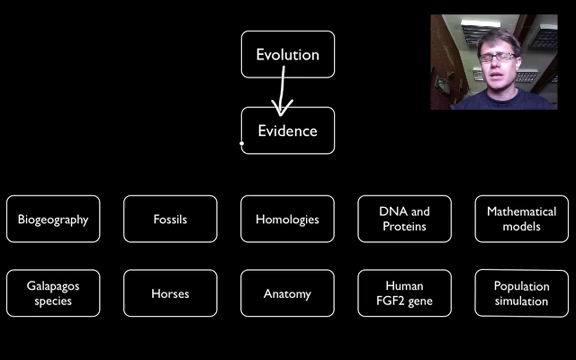 Evolution
Evidence
Biogeography
Fossils
Homologies
DNA and
Proteins
Mathematical
models
Galapagos
species
Horses
Anatomy
Human
FGF2 gene
Population
simulation